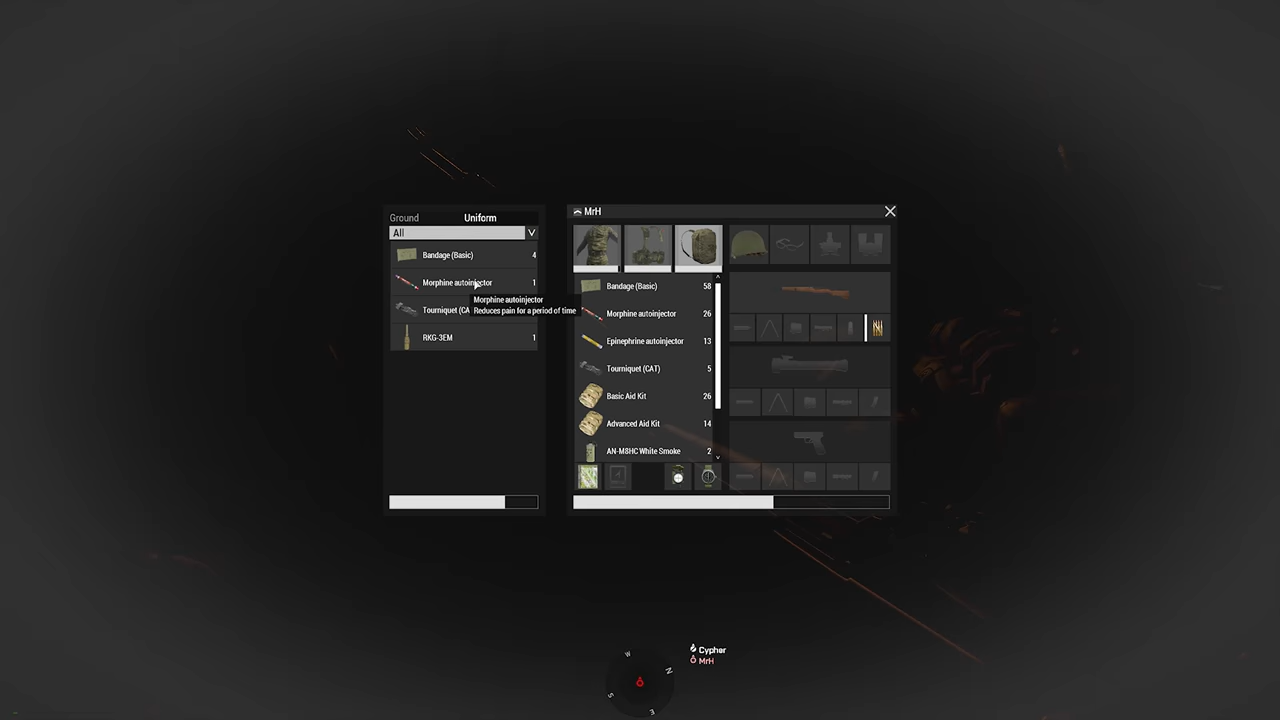 Ground Uniform
All
Bandage (Basic) 4
Morphine autoinjector 1
Morphine autoinjector
Reduces pain for a period of time
Tourniquet (CA
RKG-3EM 1
MrH
Bandage (Basic) 58
Morphine autoinjector 26
Epinephrine autoinjector 13
Tourniquet (CAT) 5
Basic Aid Kit 26
Advanced Aid Kit 14
AN-M8HC White Smoke 2
Cypher
MrH
W
N
S
E